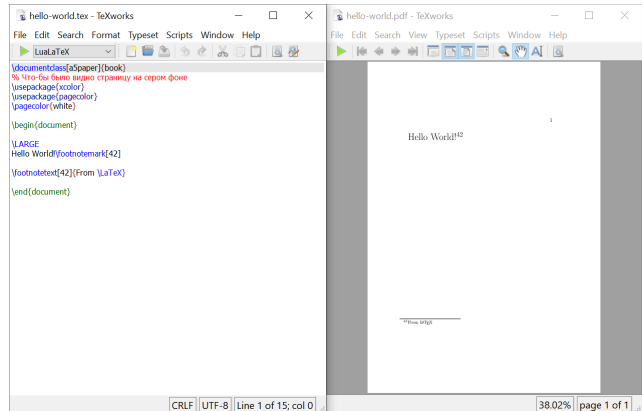 hello-world.tex - TeXworks
File Edit Search Format Typeset Scripts Window Help
LuaLaTeX
\documentclass[a5paper]{book}
% Что-бы было видно страницу на сером фоне
\usepackage{xcolor}
\usepackage{pagecolor}
\pagecolor{white}
\begin{document}
\LARGE
Hello World!\footnotemark[42]
\footnotetext[42]{From \LaTeX}
\end{document}
CRLF UTF-8 Line 1 of 15; col 0
hello-world.pdf - TeXworks
File Edit Search View Typeset Scripts Window Help
1
Hello World!42
42From LATEX
38.02% page 1 of 1